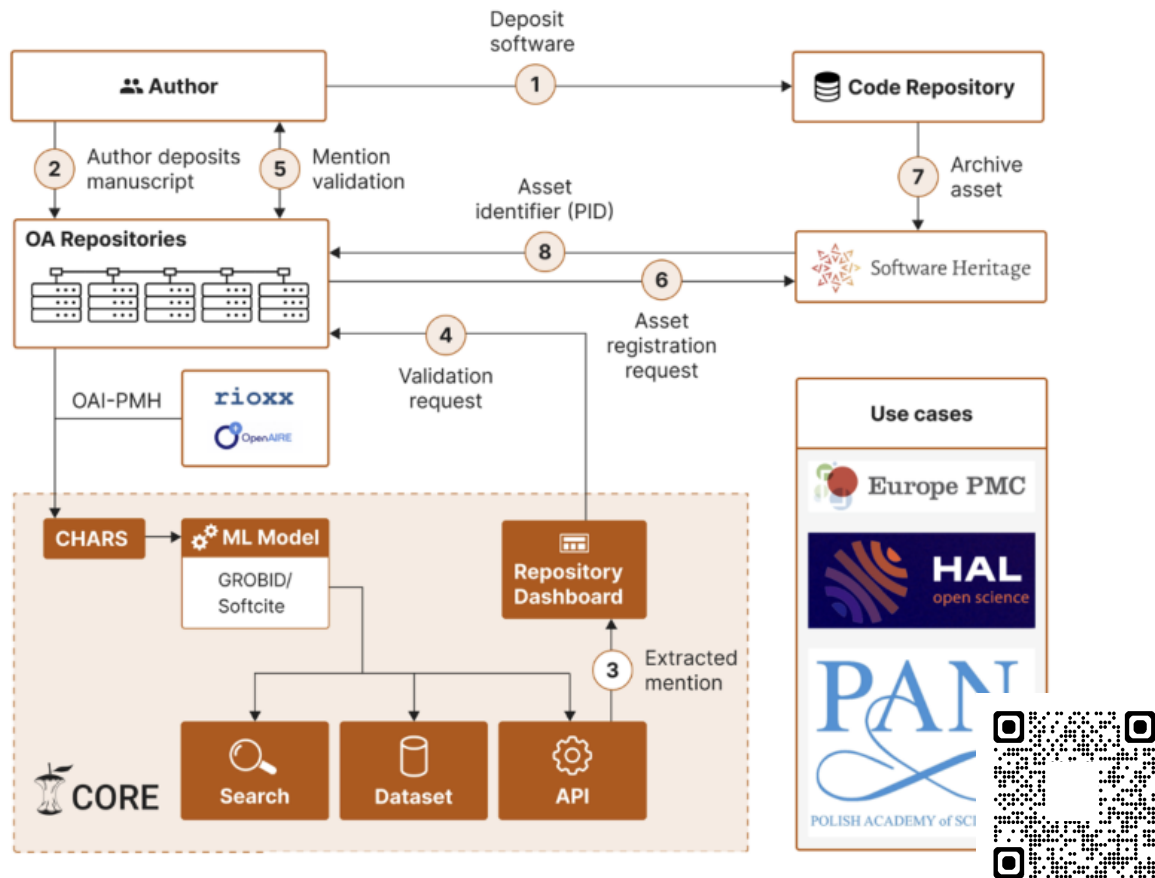 Deposit
software
1
Author
Code Repository
2
Author deposits
manuscript
5
Mention
validation
7
Archive
asset
Asset
identifier (PID)
8
OA Repositories
Software Heritage
6
Asset
registration
request
4
Validation
request
OAI-PMH
rioxx
OpenAIRE
Use cases
Europe PMC
HAL
open science
PAN
POLISH ACADEMY of
CHARS
ML Model
GROBID/
Softcite
Repository
Dashboard
3
Extracted
mention
Search
Dataset
API
CORE